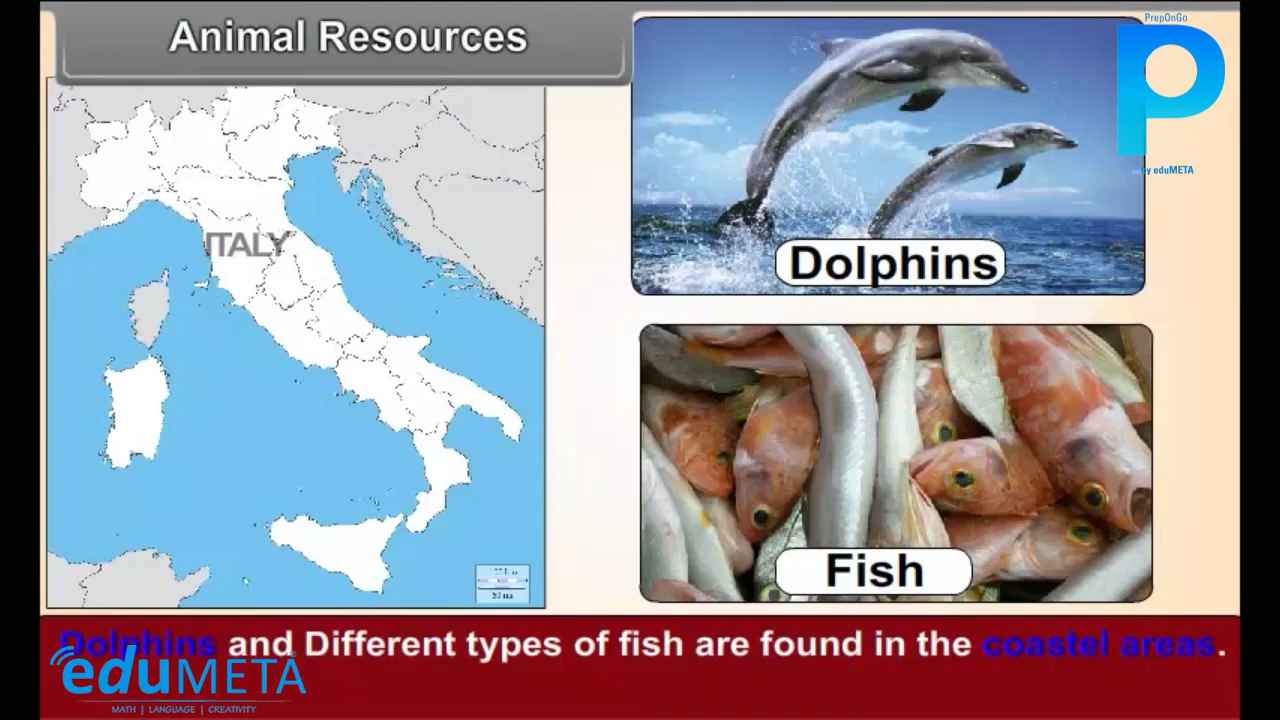 Animal Resources
PrepOnGo
P
by eduMETA
ITALY
Dolphins
Fish
Dolphins and Different types of fish are found in the coastel areas.
eduMETA
MATH | LANGUAGE | CREATIVITY